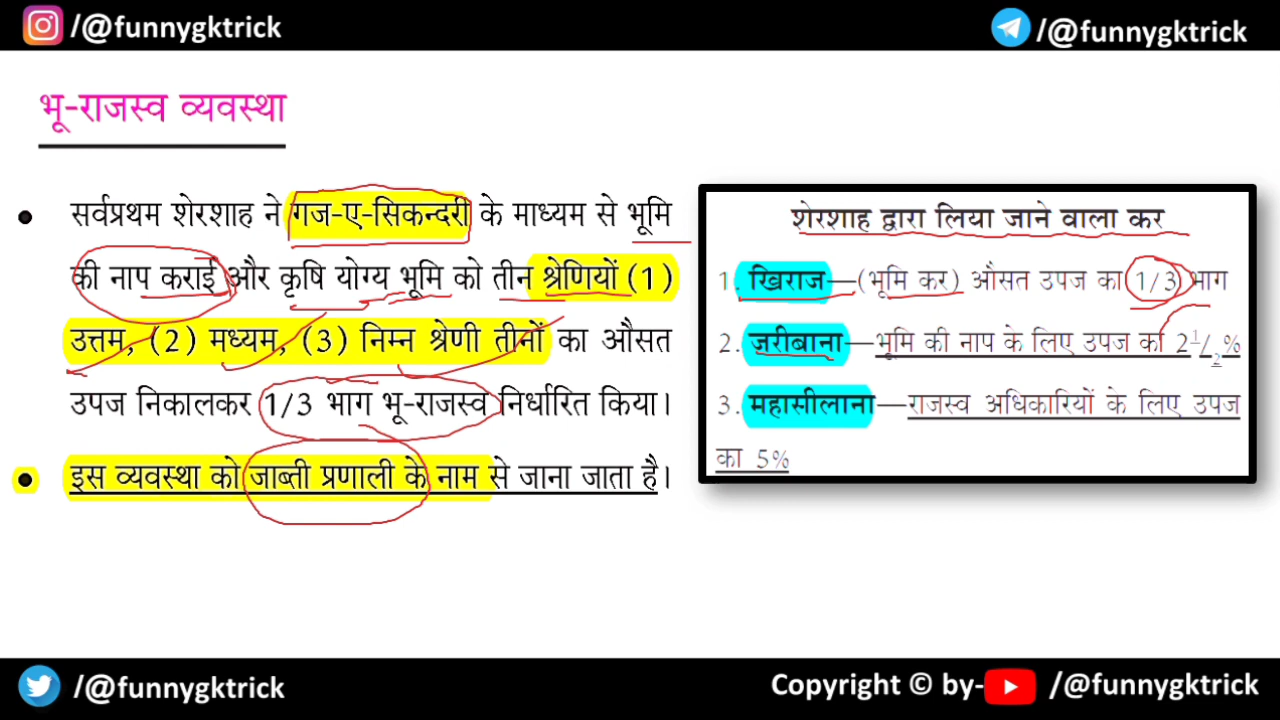 /@funnygktrick
/@funnygktrick
भू-राजस्व व्यवस्था
सर्वप्रथम शेरशाह ने गज-ए-सिकन्दरी के माध्यम से भूमि
की नाप कराई और कृषि योग्य भूमि को तीन श्रेणियों (1)
उत्तम, (2) मध्यम, (3) निम्न श्रेणी तीनों का औसत
उपज निकालकर 1/3 भाग भू-राजस्व निर्धारित किया।
इस व्यवस्था को जाब्ती प्रणाली के नाम से जाना जाता है।
शेरशाह द्वारा लिया जाने वाला कर
1. खिराज—(भूमि कर) औसत उपज का 1/3 भाग
2. जरीबाना—भूमि की नाप के लिए उपज का 2 1/2 %
3. महासीलाना—राजस्व अधिकारियों के लिए उपज
का 5%
/@funnygktrick
Copyright © by- /@funnygktrick